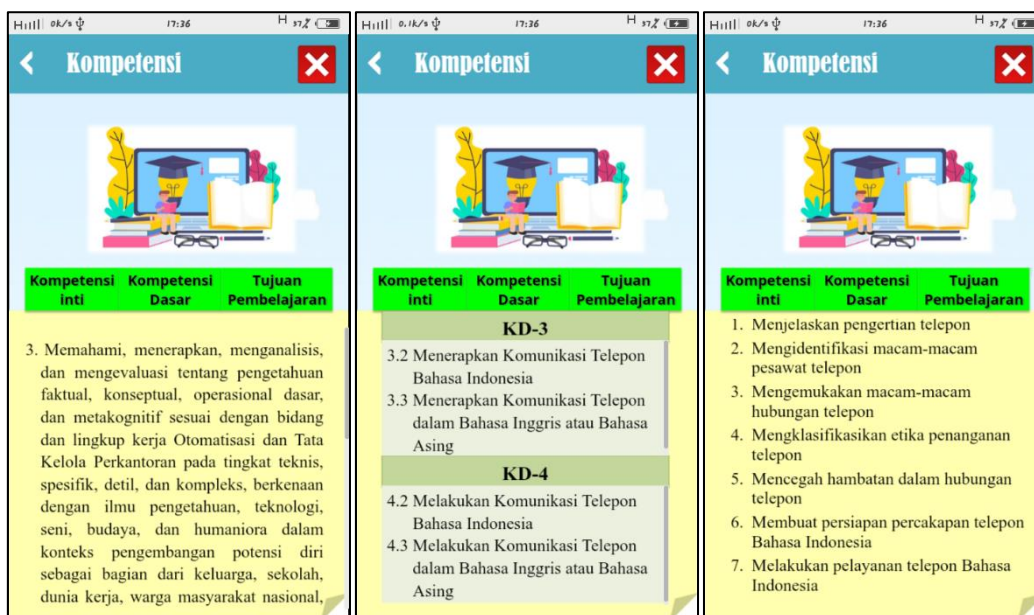 0k/s 17:36 H 57%
Kompetensi
Kompetensi inti
Kompetensi Dasar
Tujuan Pembelajaran
3. Memahami, menerapkan, menganalisis,
dan mengevaluasi tentang pengetahuan
faktual, konseptual, operasional dasar,
dan metakognitif sesuai dengan bidang
dan lingkup kerja Otomatisasi dan Tata
Kelola Perkantoran pada tingkat teknis,
spesifik, detil, dan kompleks, berkenaan
dengan ilmu pengetahuan, teknologi,
seni, budaya, dan humaniora dalam
konteks pengembangan potensi diri
sebagai bagian dari keluarga, sekolah,
dunia kerja, warga masyarakat nasional,
0.1k/s 17:36 H 57%
Kompetensi
Kompetensi inti
Kompetensi Dasar
Tujuan Pembelajaran
KD-3
3.2 Menerapkan Komunikasi Telepon
Bahasa Indonesia
3.3 Menerapkan Komunikasi Telepon
dalam Bahasa Inggris atau Bahasa
Asing
KD-4
4.2 Melakukan Komunikasi Telepon
Bahasa Indonesia
4.3 Melakukan Komunikasi Telepon
dalam Bahasa Inggris atau Bahasa
Asing
0k/s 17:36 H 57%
Kompetensi
Kompetensi inti
Kompetensi Dasar
Tujuan Pembelajaran
1. Menjelaskan pengertian telepon
2. Mengidentifikasi macam-macam
pesawat telepon
3. Mengemukakan macam-macam
hubungan telepon
4. Mengklasifikasikan etika penanganan
telepon
5. Mencegah hambatan dalam hubungan
telepon
6. Membuat persiapan percakapan telepon
Bahasa Indonesia
7. Melakukan pelayanan telepon Bahasa
Indonesia